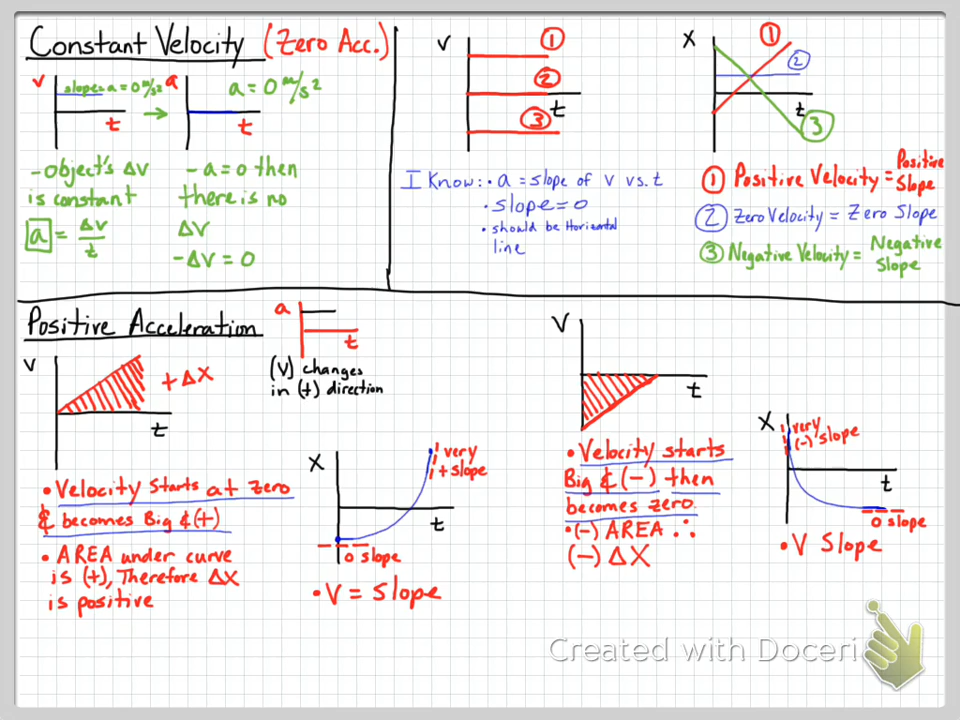 Constant Velocity (Zero Acc.)
V
slope=a=0 m/s²
t
a
a=0 m/s²
t
-object's ΔV
is constant
a = ΔV/t
-a=0 then
there is no
ΔV
-ΔV=0
V
1
2
3
t
I Know: • a = slope of V vs. t
• slope=0
• should be Horizontal
line
X
1
2
3
t
1 Positive Velocity = Positive Slope
2 Zero Velocity = Zero Slope
3 Negative Velocity = Negative Slope
Positive Acceleration
a
t
(V) changes
in (+) direction
V
+ΔX
t
• Velocity Starts at Zero
& becomes Big & (+)
• AREA under curve
is (+), Therefore ΔX
is positive
X
very
+ slope
t
0 slope
• V = Slope
V
t
• Velocity starts
Big & (-) then
becomes zero.
• (-) AREA ∴
(-) ΔX
X
very
(-) slope
t
0 slope
• V Slope
Created with Doceri